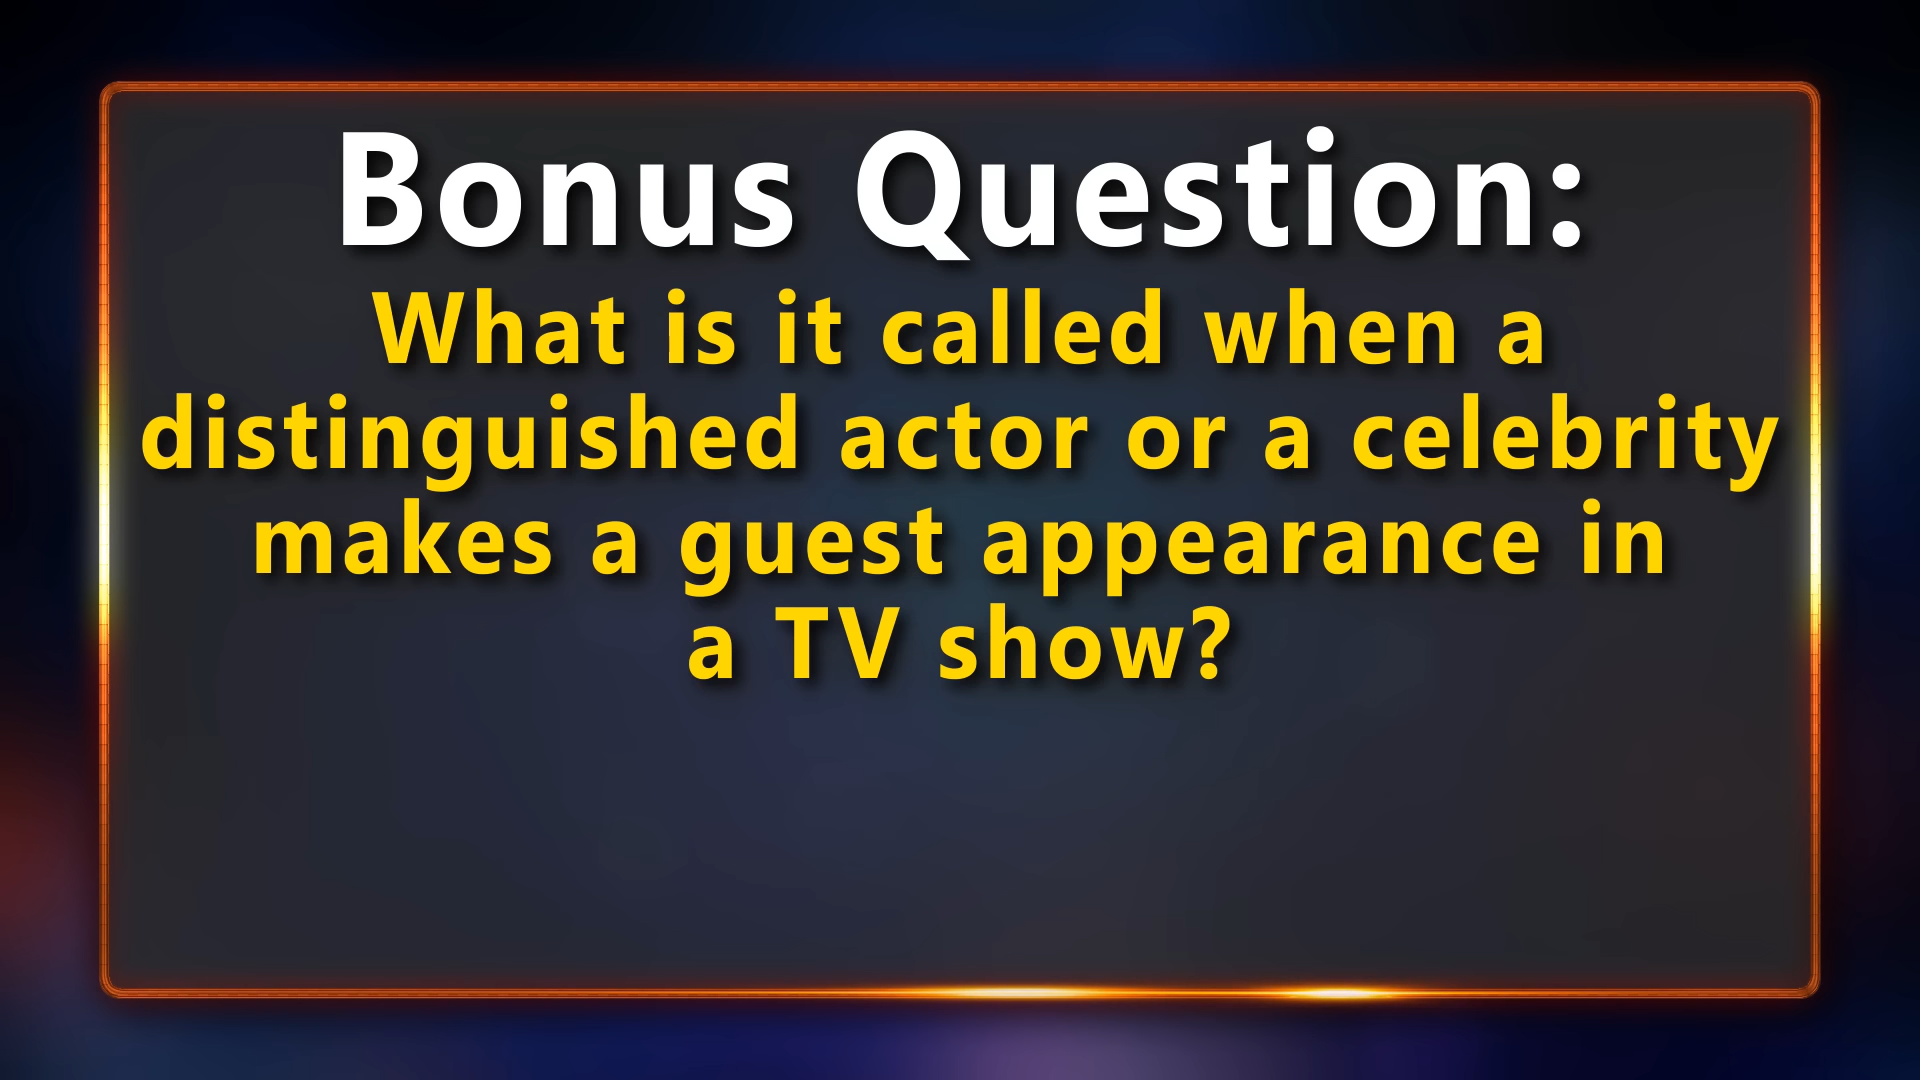 Bonus Question:
What is it called when a
distinguished actor or a celebrity
makes a guest appearance in
a TV show?